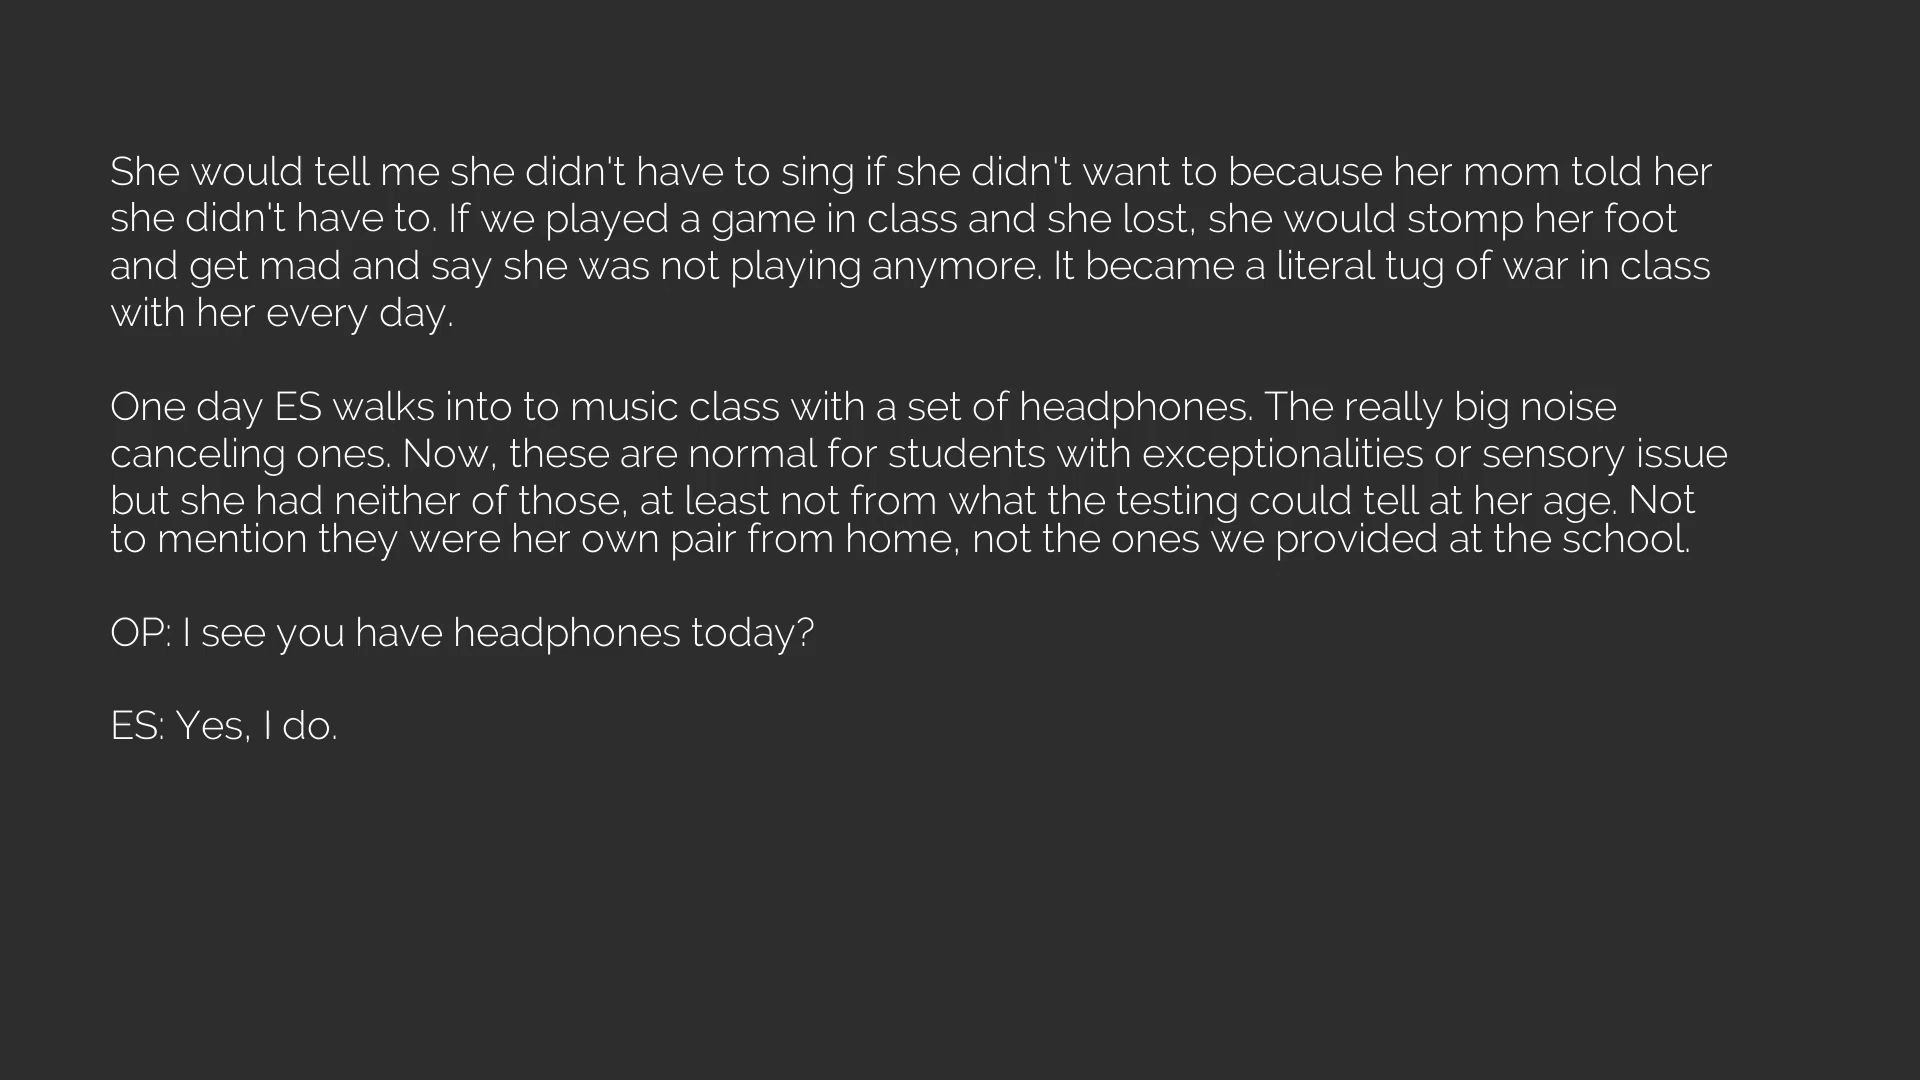 She would tell me she didn't have to sing if she didn't want to because her mom told her
she didn't have to. If we played a game in class and she lost, she would stomp her foot
and get mad and say she was not playing anymore. It became a literal tug of war in class
with her every day.
One day ES walks into to music class with a set of headphones. The really big noise
canceling ones. Now, these are normal for students with exceptionalities or sensory issue
but she had neither of those, at least not from what the testing could tell at her age. Not
to mention they were her own pair from home, not the ones we provided at the school.
OP: I see you have headphones today?
ES: Yes, I do.